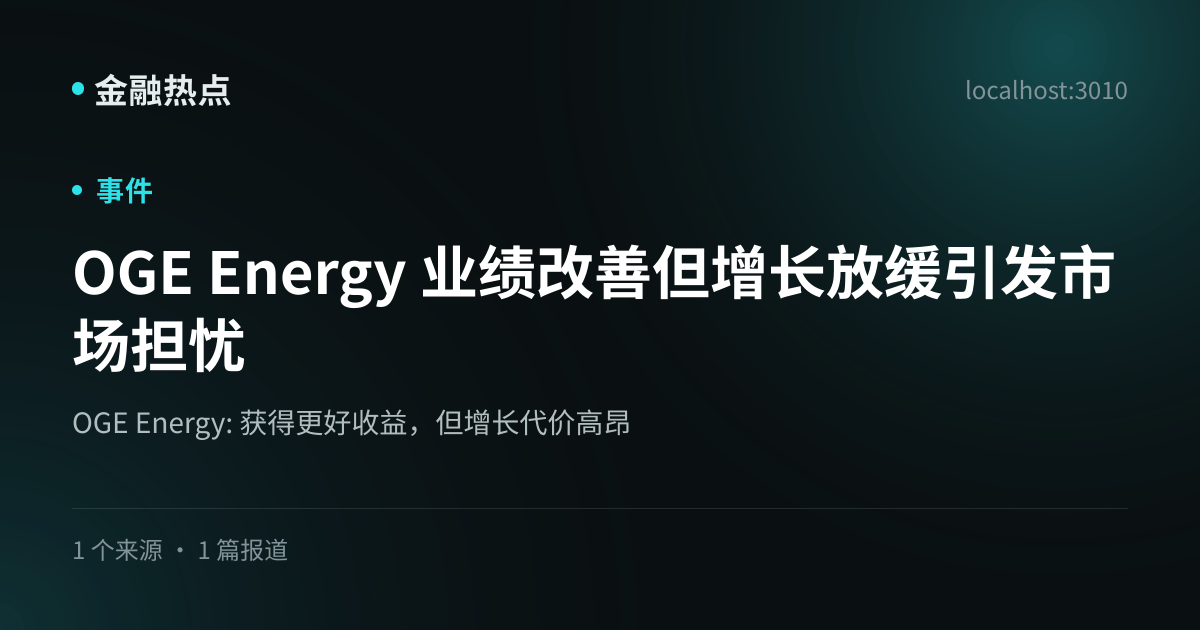 金融热点
localhost:3010
事件
OGE Energy 业绩改善但增长放缓引发市
场担忧
OGE Energy: 获得更好收益，但增长代价高昂
1 个来源 • 1 篇报道